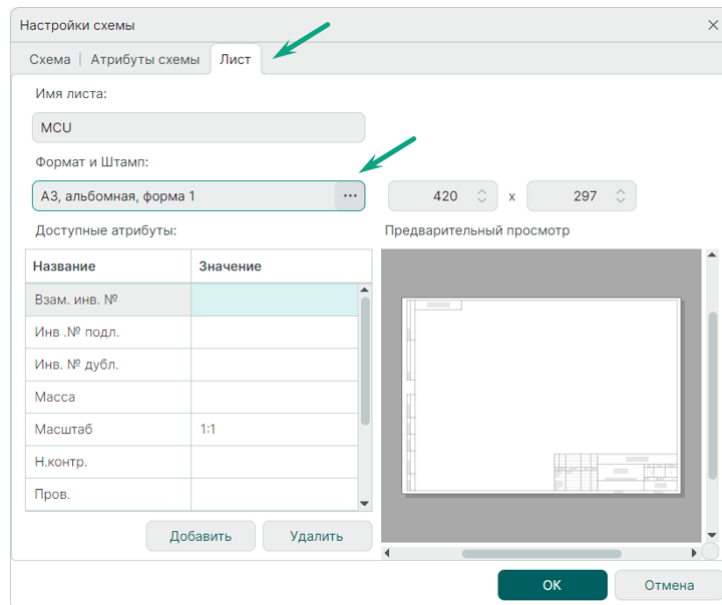 Настройки схемы
Схема | Атрибуты схемы Лист
Имя листа:
MCU
Формат и Штамп:
А3, альбомная, форма 1 ... 420 x 297
Доступные атрибуты: Предварительный просмотр
Название Значение
Взам. инв. №
Инв .№ подл.
Инв. № дубл.
Масса
Масштаб 1:1
Н.контр.
Пров.
Добавить Удалить
ОК Отмена